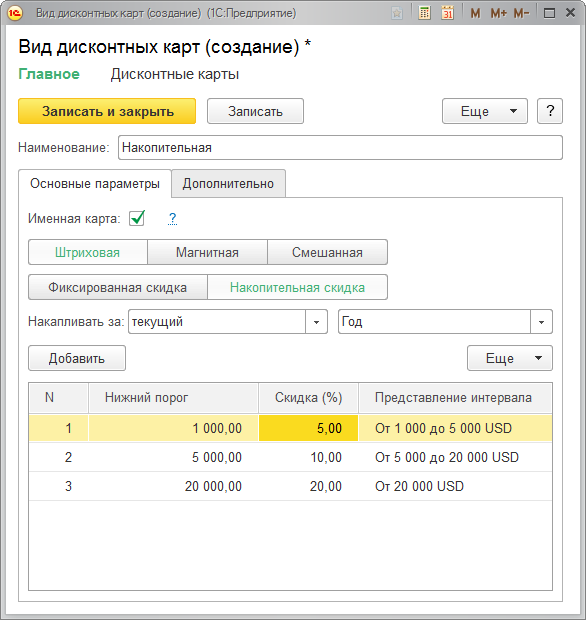 1С Вид дисконтных карт (создание) (1С:Предприятие) 31 M M+ M−
Вид дисконтных карт (создание) *
Главное Дисконтные карты
Записать и закрыть Записать Еще ?
Наименование: Накопительная
Основные параметры Дополнительно
Именная карта: ?
Штриховая Магнитная Смешанная
Фиксированная скидка Накопительная скидка
Накапливать за: текущий Год
Добавить Еще
N Нижний порог Скидка (%) Представление интервала
1 1 000,00 5,00 От 1 000 до 5 000 USD
2 5 000,00 10,00 От 5 000 до 20 000 USD
3 20 000,00 20,00 От 20 000 USD